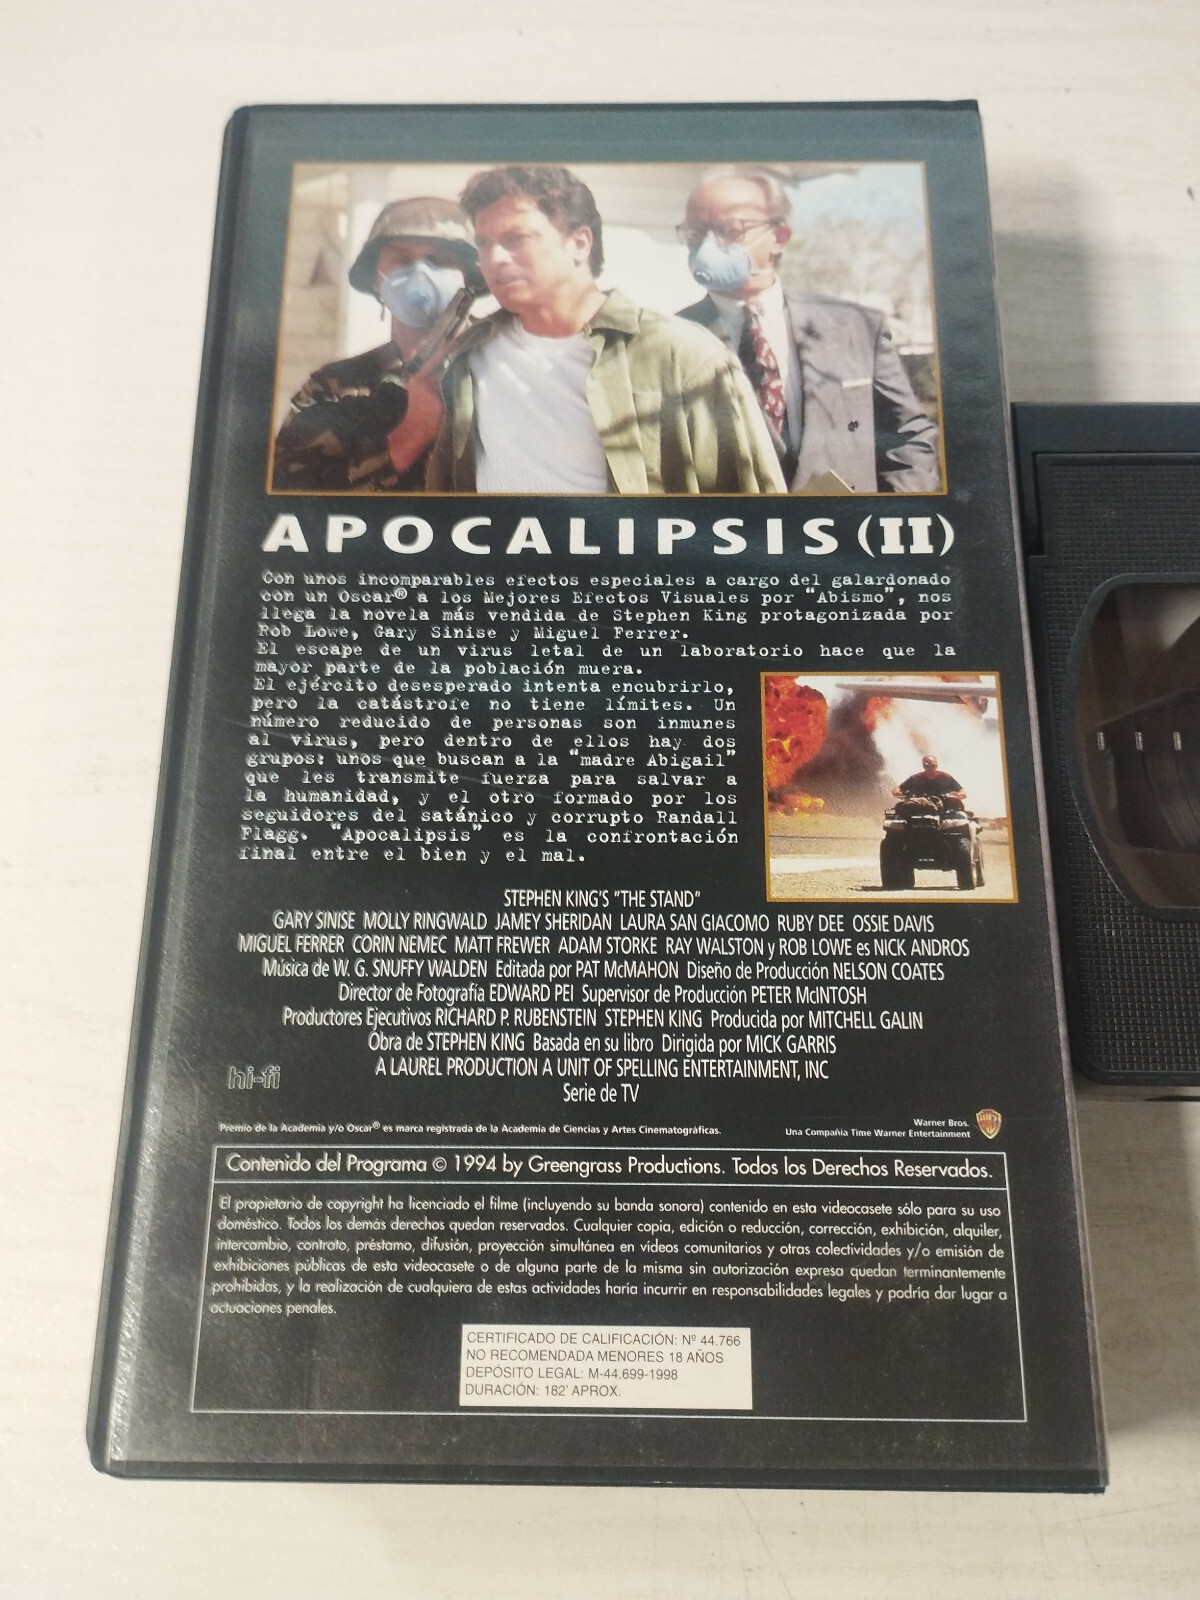 APOCALIPSIS (II)
Con unos incomparables efectos especiales a cargo del galardonado
con un Oscar® a los Mejores Efectos Visuales por "Abismo", nos
llega la novela más vendida de Stephen King protagonizada por
Rob Lowe, Gary Sinise y Miguel Ferrer.
El escape de un virus letal de un laboratorio hace que la
mayor parte de la población muera.
El ejército desesperado intenta encubrirlo,
pero la catástrofe no tiene límites. Un
número reducido de personas son inmunes
al virus, pero dentro de ellos hay dos
grupos: unos que buscan a la "madre Abigail"
que les transmite fuerza para salvar a
la humanidad, y el otro formado por los
seguidores del satánico y corrupto Randall
Flagg. "Apocalipsis" es la confrontación
final entre el bien y el mal.
STEPHEN KING'S "THE STAND"
GARY SINISE MOLLY RINGWALD JAMEY SHERIDAN LAURA SAN GIACOMO RUBY DEE OSSIE DAVIS
MIGUEL FERRER CORIN NEMEC MATT FREWER ADAM STORKE RAY WALSTON y ROB LOWE es NICK ANDROS
Música de W. G. SNUFFY WALDEN Editada por PAT McMAHON Diseño de Producción NELSON COATES
Director de Fotografía EDWARD PEI Supervisor de Producción PETER McINTOSH
Productores Ejecutivos RICHARD P. RUBENSTEIN STEPHEN KING Producida por MITCHELL GALIN
Obra de STEPHEN KING Basada en su libro Dirigida por MICK GARRIS
A LAUREL PRODUCTION A UNIT OF SPELLING ENTERTAINMENT, INC
hi-fi
Serie de TV
Premio de la Academia y/o Oscar® es marca registrada de la Academia de Ciencias y Artes Cinematográficas.
Warner Bros.
Una Compañia Time Warner Entertainment
Contenido del Programa © 1994 by Greengrass Productions. Todos los Derechos Reservados.
El propietario de copyright ha licenciado el filme (incluyendo su banda sonora) contenido en esta videocasete sólo para su uso
doméstico. Todos los demás derechos quedan reservados. Cualquier copia, edición o reducción, corrección, exhibición, alquiler,
intercambio, contrato, préstamo, difusión, proyección simultánea en vídeos comunitarios y otras colectividades y/o emisión de
exhibiciones públicas de esta videocasete o de alguna parte de la misma sin autorización expresa quedan terminantemente
prohibidas, y la realización de cualquiera de estas actividades haría incurrir en responsabilidades legales y podría dar lugar a
actuaciones penales.
CERTIFICADO DE CALIFICACIÓN: Nº 44.766
NO RECOMENDADA MENORES 18 AÑOS
DEPÓSITO LEGAL: M-44.699-1998
DURACIÓN: 182' APROX.